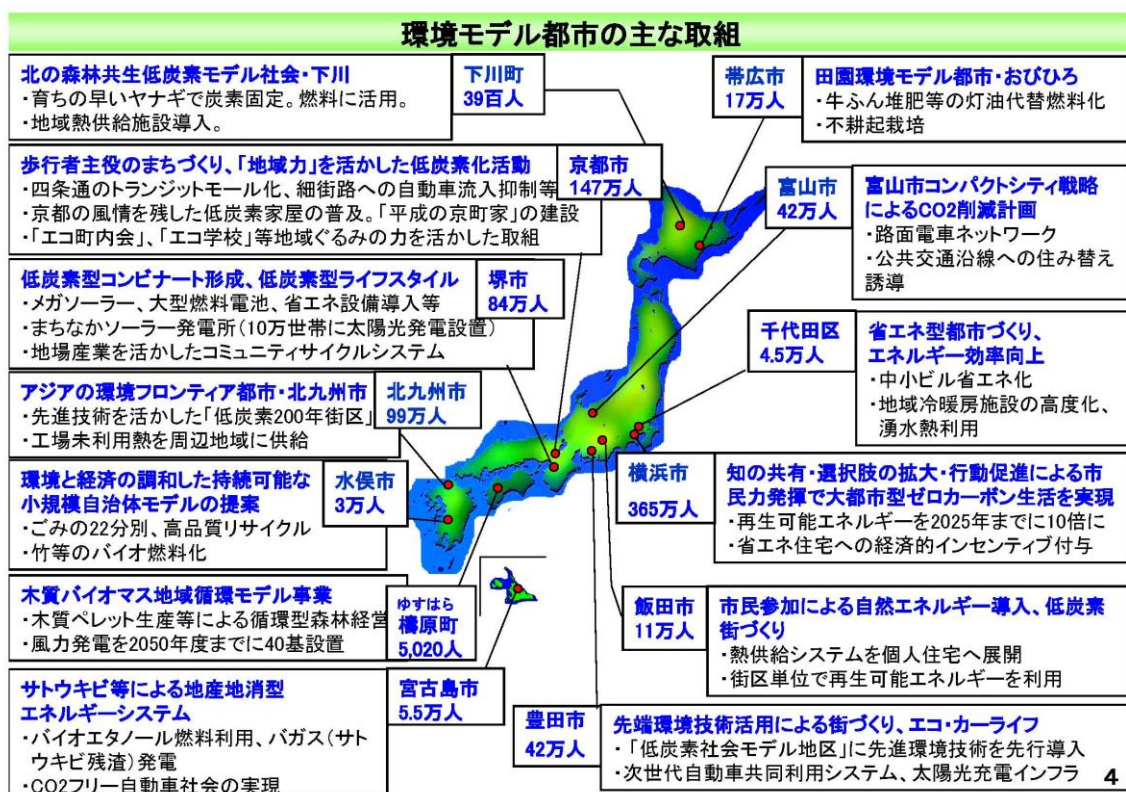 環境モデル都市の主な取組
北の森林共生低炭素モデル社会・下川
・育ちの早いヤナギで炭素固定。燃料に活用。
・地域熱供給施設導入。
下川町
39百人
帯広市
17万人
田園環境モデル都市・おびひろ
・牛ふん堆肥等の灯油代替燃料化
・不耕起栽培
歩行者主役のまちづくり、「地域力」を活かした低炭素化活動
・四条通のトランジットモール化、細街路への自動車流入抑制等
・京都の風情を残した低炭素家屋の普及。「平成の京町家」の建設
・「エコ町内会」、「エコ学校」等地域ぐるみの力を活かした取組
京都市
147万人
富山市
42万人
富山市コンパクトシティ戦略
によるCO2削減計画
・路面電車ネットワーク
・公共交通沿線への住み替え
誘導
低炭素型コンビナート形成、低炭素型ライフスタイル
・メガソーラー、大型燃料電池、省エネ設備導入等
・まちなかソーラー発電所(10万世帯に太陽光発電設置)
・地場産業を活かしたコミュニティサイクルシステム
堺市
84万人
千代田区
4.5万人
省エネ型都市づくり、
エネルギー効率向上
・中小ビル省エネ化
・地域冷暖房施設の高度化、
湧水熱利用
アジアの環境フロンティア都市・北九州市
・先進技術を活かした「低炭素200年街区」
・工場未利用熱を周辺地域に供給
北九州市
99万人
環境と経済の調和した持続可能な
小規模自治体モデルの提案
・ごみの22分別、高品質リサイクル
・竹等のバイオ燃料化
水俣市
3万人
横浜市
365万人
知の共有・選択肢の拡大・行動促進による市
民力発揮で大都市型ゼロカーボン生活を実現
・再生可能エネルギーを2025年までに10倍に
・省エネ住宅への経済的インセンティブ付与
木質バイオマス地域循環モデル事業
・木質ペレット生産等による循環型森林経営
・風力発電を2050年度までに40基設置
ゆすはら
檮原町
5,020人
飯田市
11万人
市民参加による自然エネルギー導入、低炭素
街づくり
・熱供給システムを個人住宅へ展開
・街区単位で再生可能エネルギーを利用
サトウキビ等による地産地消型
エネルギーシステム
・バイオエタノール燃料利用、バガス(サト
ウキビ残渣)発電
・CO2フリー自動車社会の実現
宮古島市
5.5万人
豊田市
42万人
先端環境技術活用による街づくり、エコ・カーライフ
・「低炭素社会モデル地区」に先進環境技術を先行導入
・次世代自動車共同利用システム、太陽光充電インフラ
4